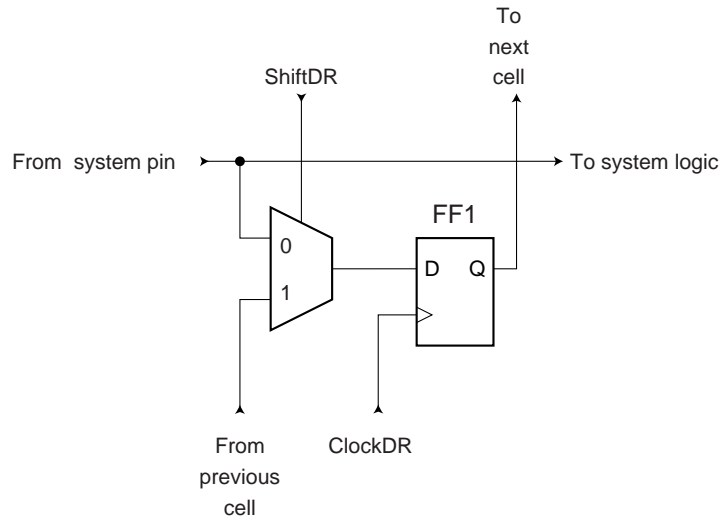 To
next
cell
ShiftDR
From system pin
To system logic
FF1
0
D Q
1
From
previous
cell
ClockDR